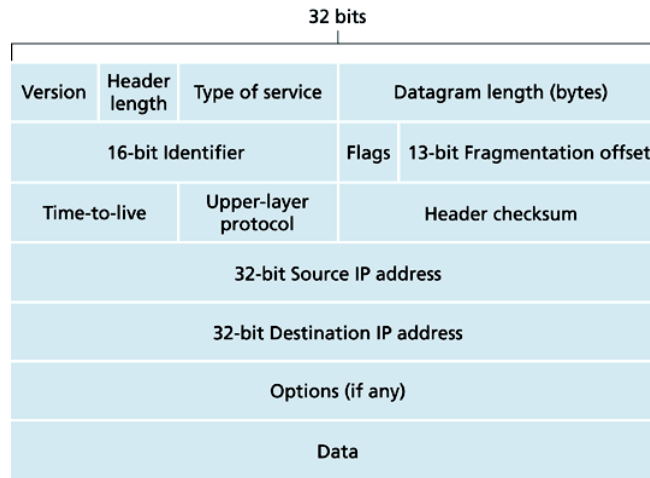 32 bits
Version
Header
length
Type of service
Datagram length (bytes)
16-bit Identifier
Flags
13-bit Fragmentation offset
Time-to-live
Upper-layer
protocol
Header checksum
32-bit Source IP address
32-bit Destination IP address
Options (if any)
Data